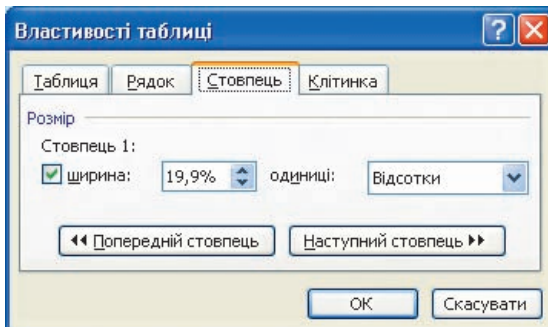 Властивості таблиці
Таблиця Рядок Стовпець Клітинка
Розмір
Стовпець 1:
ширина: 19,9% одиниці: Відсотки
Попередній стовпець Наступний стовпець
ОК Скасувати